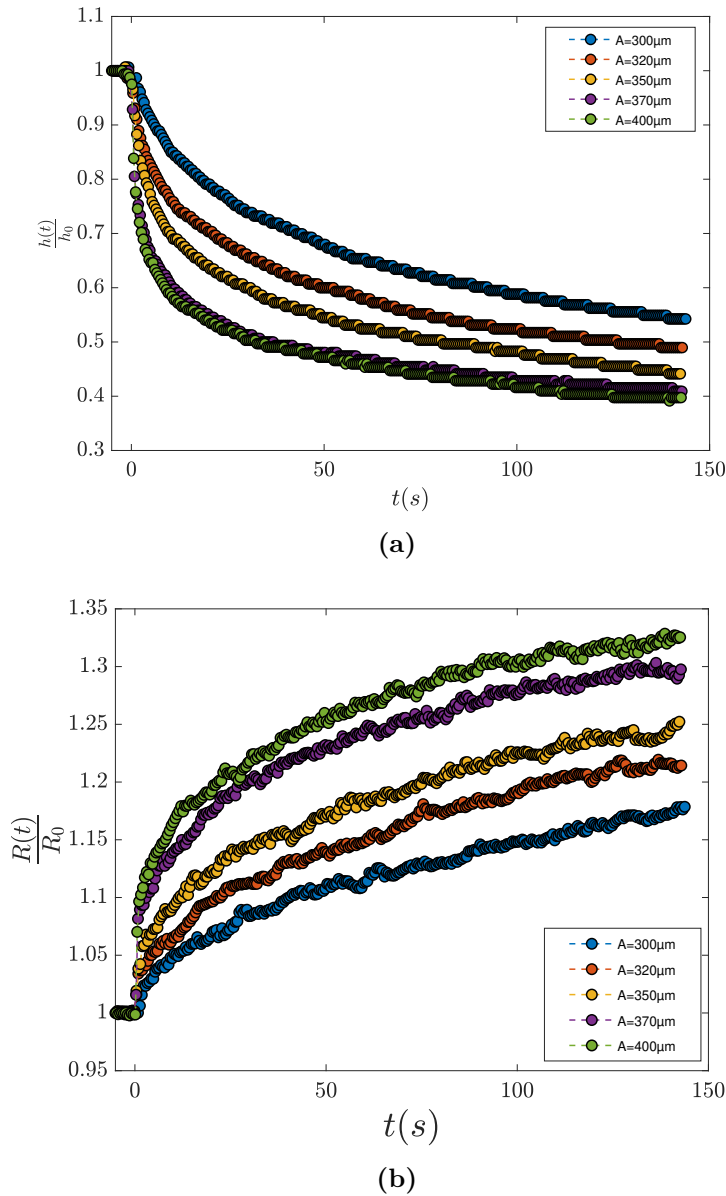 1.1
1
0.9
0.8
0.7
0.6
0.5
0.4
0.3
h(t)
h0
A=300µm
A=320µm
A=350µm
A=370µm
A=400µm
0
50
100
150
t(s)
(a)
1.35
1.3
1.25
1.2
1.15
1.1
1.05
1
0.95
R(t)
R0
A=300µm
A=320µm
A=350µm
A=370µm
A=400µm
0
50
100
150
t(s)
(b)